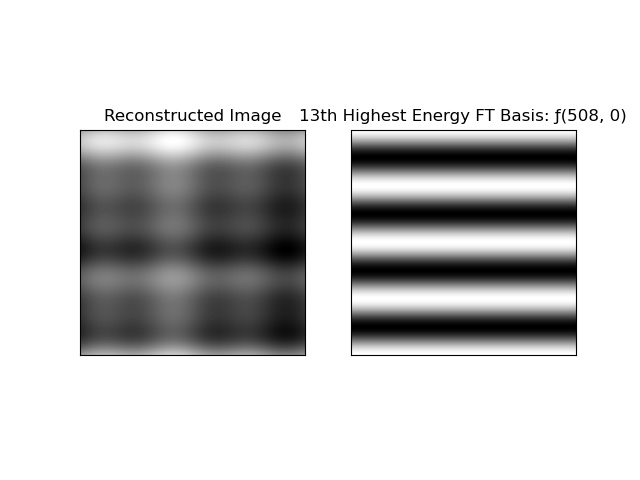 Reconstructed Image
13th Highest Energy FT Basis: ƒ(508, 0)